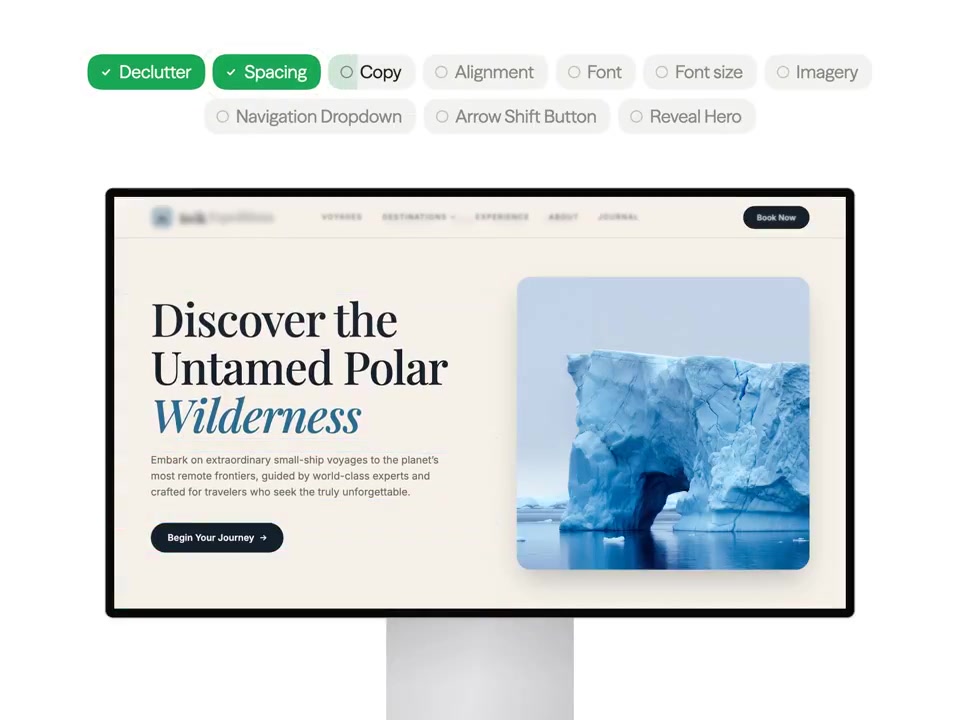 Declutter
Spacing
Copy
Alignment
Font
Font size
Imagery
Navigation Dropdown
Arrow Shift Button
Reveal Hero
VOYAGES
DESTINATIONS
EXPERIENCE
ABOUT
JOURNAL
Book Now
Discover the
Untamed Polar
Wilderness
Embark on extraordinary small-ship voyages to the planet's
most remote frontiers, guided by world-class experts and
crafted for travelers who seek the truly unforgettable.
Begin Your Journey →